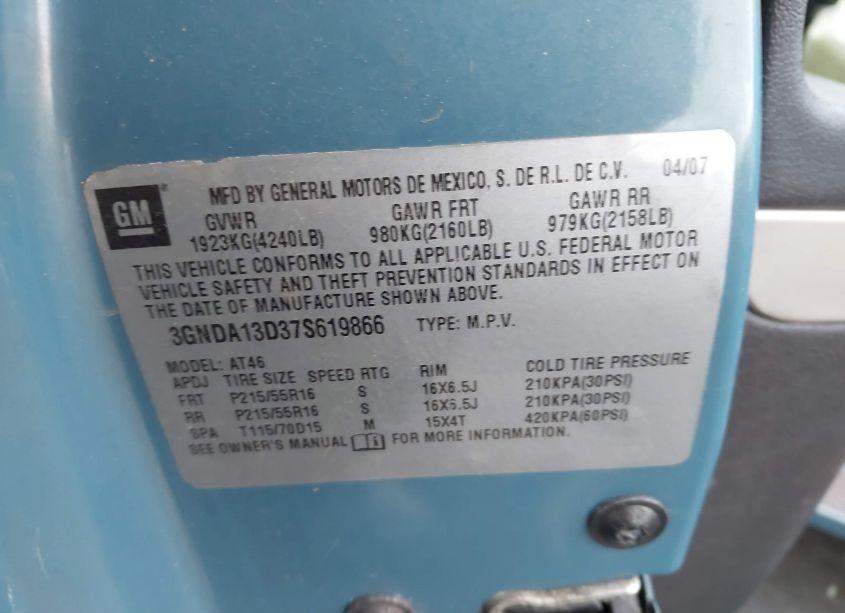 GM ® MFD BY GENERAL MOTORS DE MEXICO, S. DE R.L. DE C.V. 04/07
GVWR GAWR FRT GAWR RR
1923KG(4240LB) 980KG(2160LB) 979KG(2158LB)
THIS VEHICLE CONFORMS TO ALL APPLICABLE U.S. FEDERAL MOTOR
VEHICLE SAFETY AND THEFT PREVENTION STANDARDS IN EFFECT ON
THE DATE OF MANUFACTURE SHOWN ABOVE.
3GNDA13D37S619866 TYPE: M.P.V.
MODEL: AT46
APDJ TIRE SIZE SPEED RTG RIM COLD TIRE PRESSURE
FRT P215/55R16 S 16X6.5J 210KPA(30PSI)
RR P215/55R16 S 16X6.5J 210KPA(30PSI)
SPA T115/70D15 M 15X4T 420KPA(60PSI)
SEE OWNER'S MANUAL i FOR MORE INFORMATION.